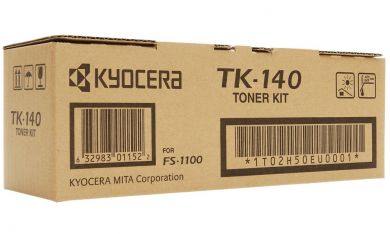 KYOCERA
TK-140
TONER KIT
TK-140
6 32983 01152 2
FOR
FS-1100
*1T02H50EU0001*
KYOCERA MITA Corporation